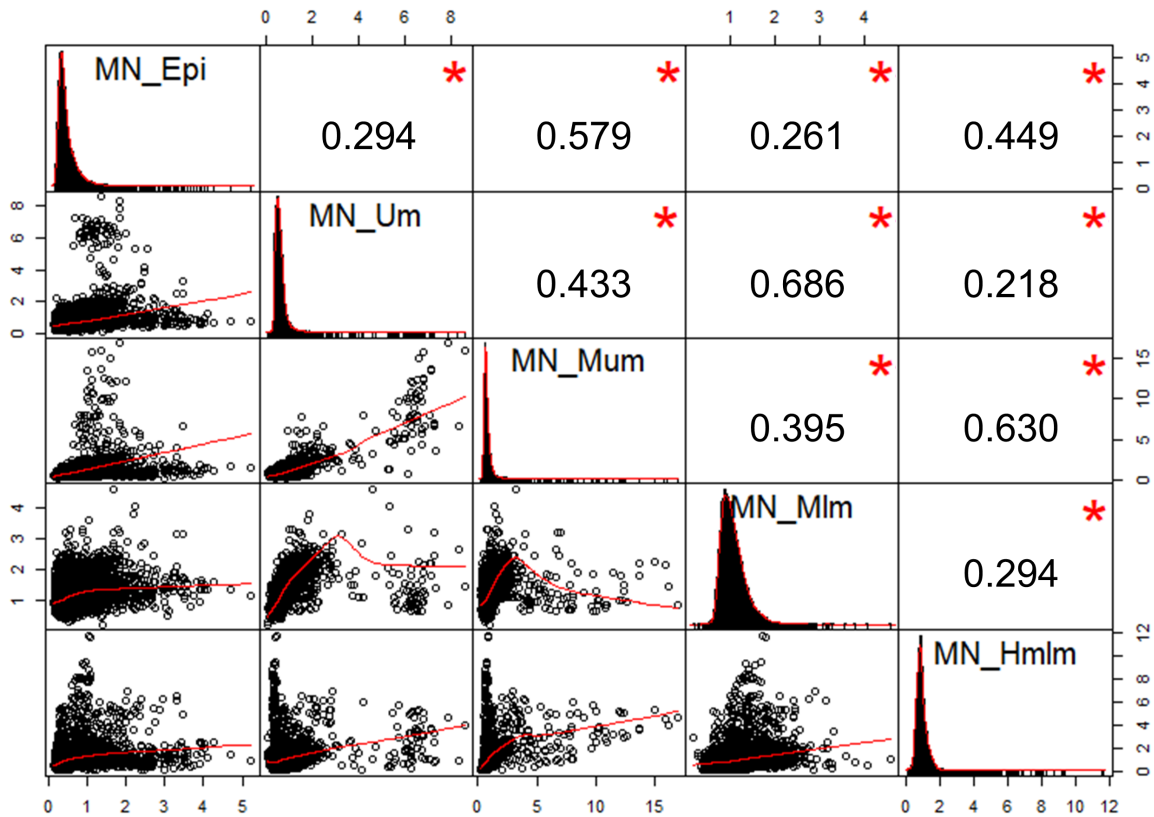 0 2 4 6 8 1 2 3 4
MN_Epi * * * * 5
4
0.294 0.579 0.261 0.449 3
2
1
0
8 MN_Um * * *
6
4 0.433 0.686 0.218
2
0
MN_Mum * * 15
10
0.395 0.630 5
0
4 MN_Mlm *
3
2 0.294
1
MN_Hmlm 12
8
6
4
2
0
0 1 2 3 4 5 0 5 10 15 0 2 4 6 8 10 12